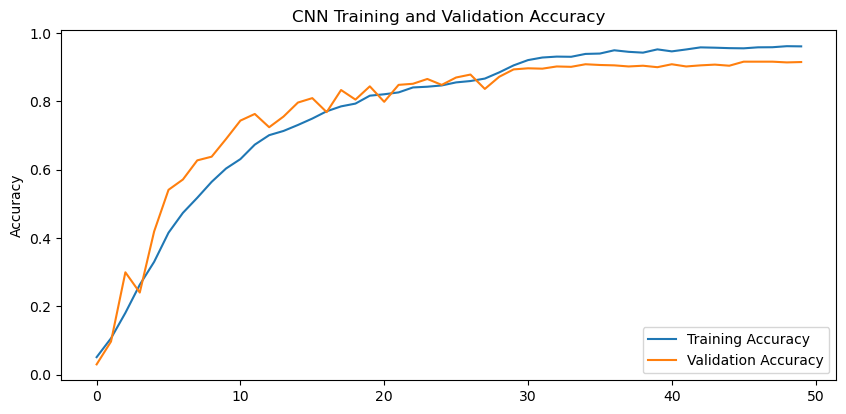 CNN Training and Validation Accuracy
1.0
0.8
0.6
0.4
0.2
0.0
Accuracy
0 10 20 30 40 50
Training Accuracy
Validation Accuracy